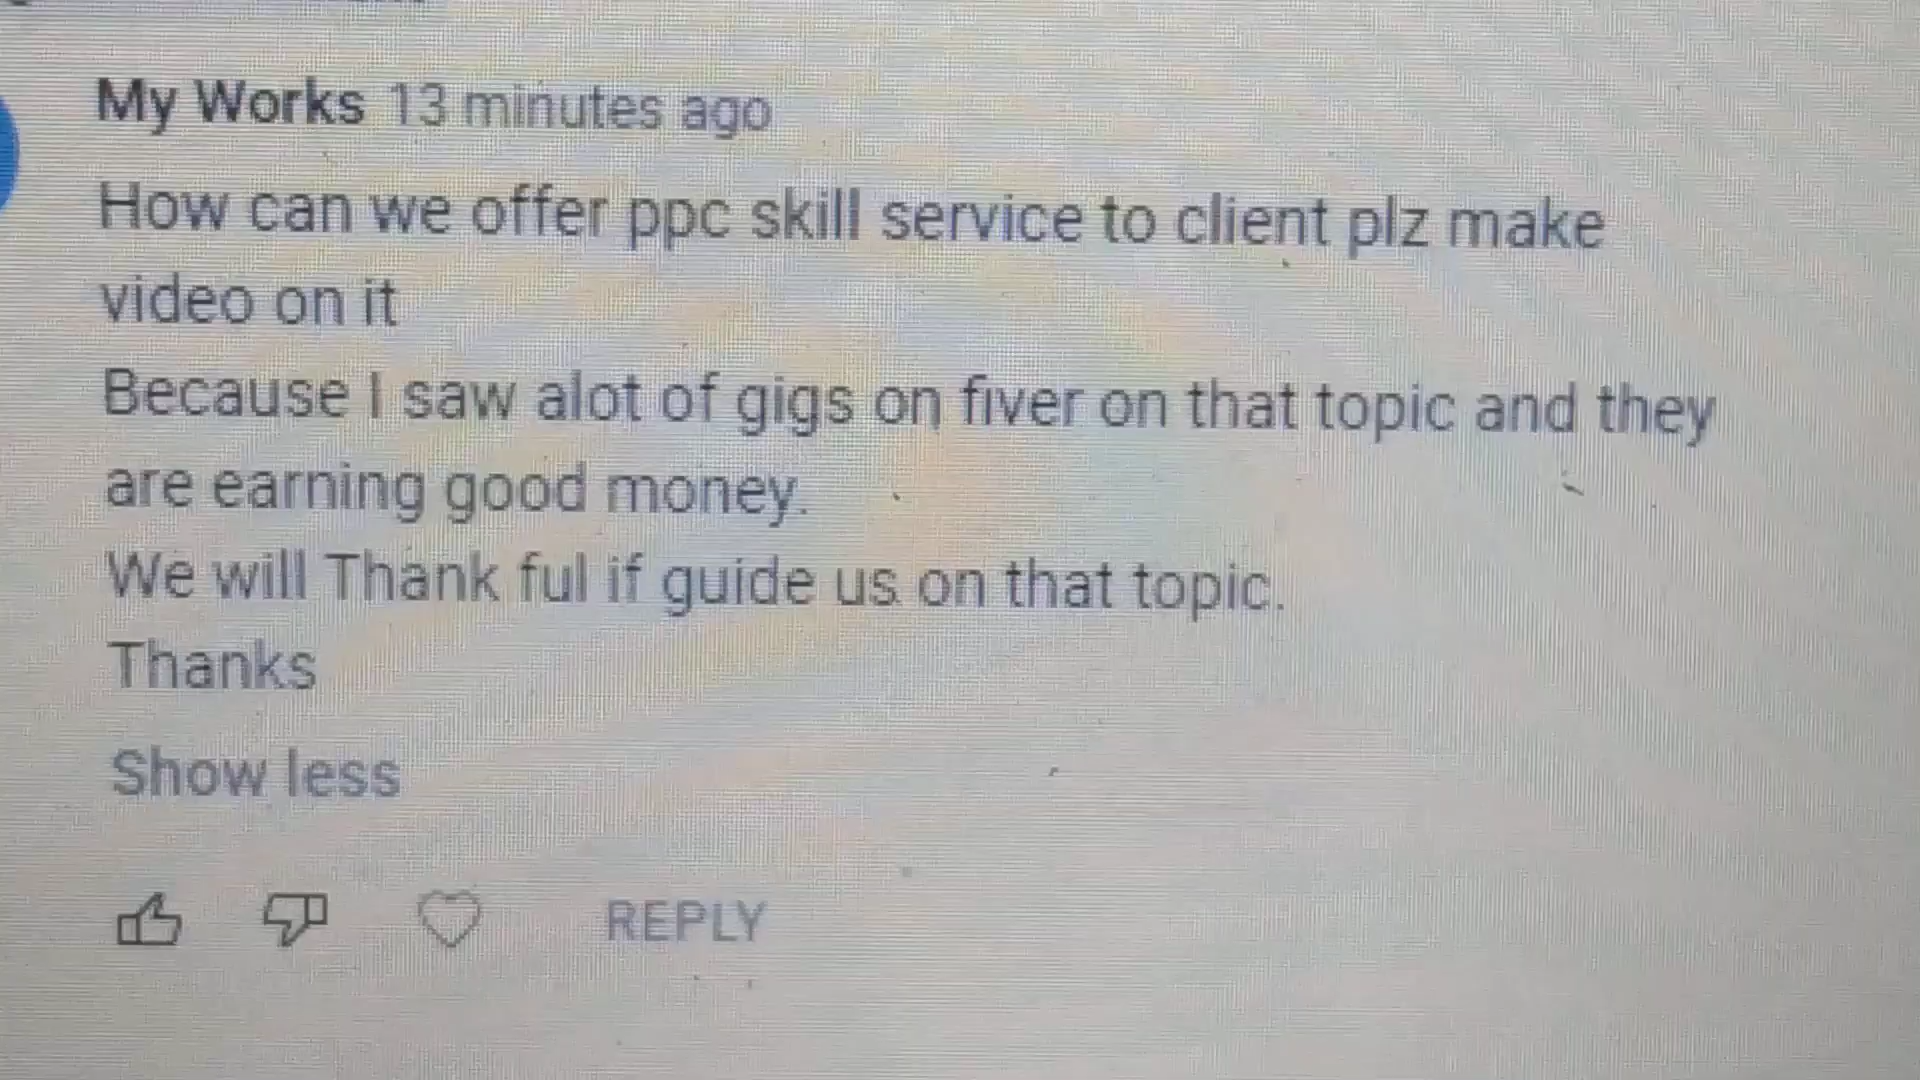 My Works 13 minutes ago
How can we offer ppc skill service to client plz make
video on it
Because I saw alot of gigs on fiver on that topic and they
are earning good money.
We will Thank ful if guide us on that topic.
Thanks
Show less
REPLY